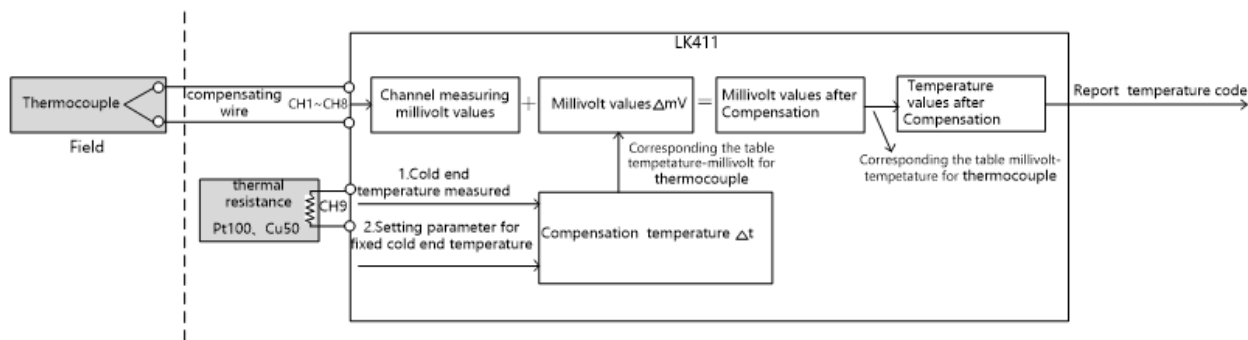 LK411
Thermocouple
Field
compensating
wire
CH1~CH8
Channel measuring
millivolt values
+
Millivolt values ΔmV
=
Millivolt values after
Compensation
Temperature
values after
Compensation
Report temperature code
Corresponding the table
tempetature-millivolt for
thermocouple
Corresponding the table millivolt-
tempetature for thermocouple
thermal
resistance
Pt100、Cu50
CH9
1.Cold end
temperature measured
2.Setting parameter for
fixed cold end temperature
Compensation temperature Δt